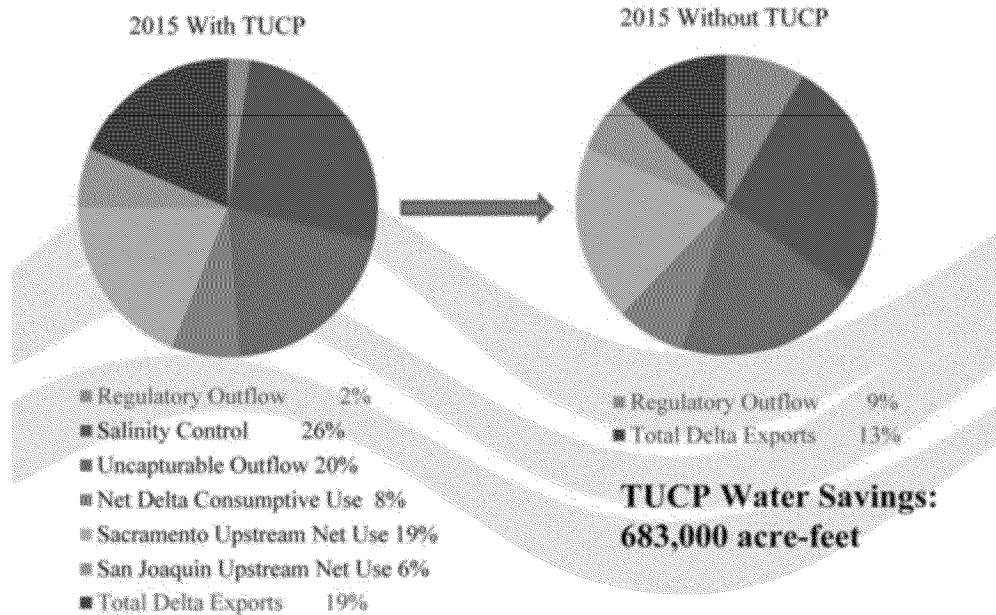 2015 With TUCP
2015 Without TUCP
Regulatory Outflow 2%
Salinity Control 26%
Uncapturable Outflow 20%
Net Delta Consumptive Use 8%
Sacramento Upstream Net Use 19%
San Joaquin Upstream Net Use 6%
Total Delta Exports 19%
Regulatory Outflow 9%
Total Delta Exports 13%
TUCP Water Savings:
683,000 acre-feet